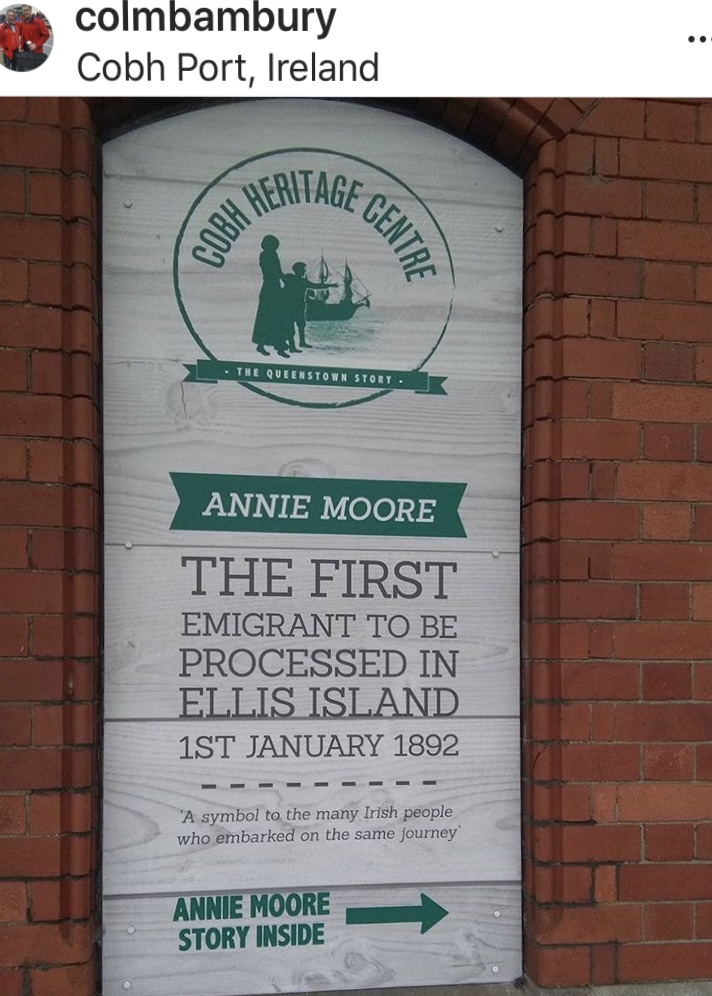 colmbambury
Cobh Port, Ireland
COBH HERITAGE CENTRE
- THE QUEENSTOWN STORY -
ANNIE MOORE
THE FIRST
EMIGRANT TO BE
PROCESSED IN
ELLIS ISLAND
1ST JANUARY 1892
'A symbol to the many Irish people
who embarked on the same journey'
ANNIE MOORE
STORY INSIDE